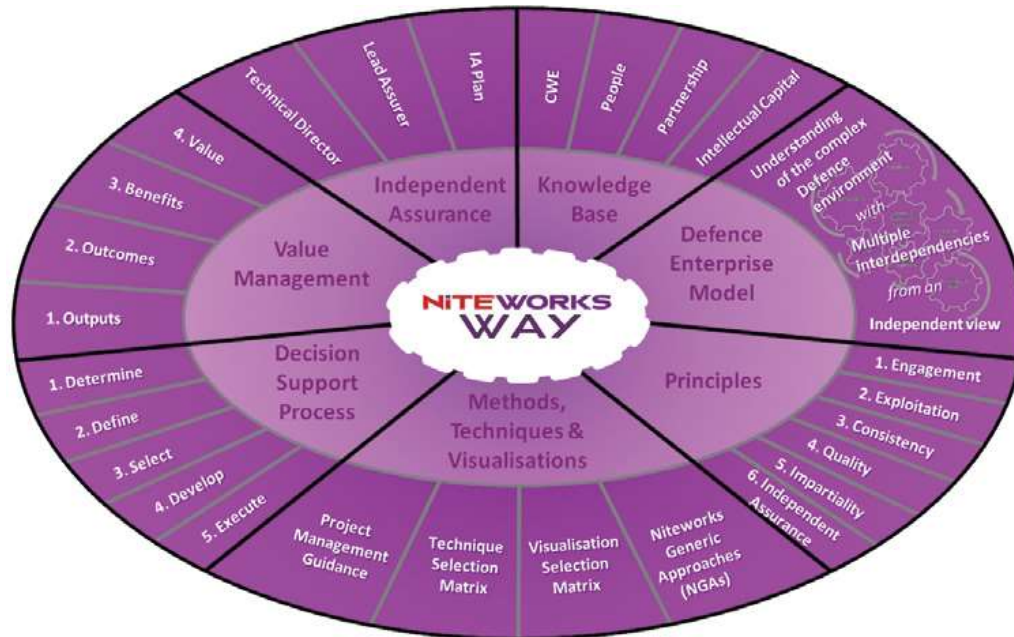 Technical Director
Lead Assurer
IA Plan
CWE
People
Partnership
Intellectual Capital
Understanding
of the complex
Defence
environment
with
Multiple
interdependencies
from an
Independent view
4. Value
3. Benefits
2. Outcomes
1. Outputs
Independent
Assurance
Knowledge
Base
Value
Management
Defence
Enterprise
Model
NiTEWORKS
WAY
Decision
Support
Process
Principles
Methods,
Techniques &
Visualisations
1. Determine
2. Define
3. Select
4. Develop
5. Execute
1. Engagement
2. Exploitation
3. Consistency
4. Quality
5. Impartiality
6. Independent
Assurance
Project
Management
Guidance
Technique
Selection
Matrix
Visualisation
Selection
Matrix
Niteworks
Generic
Approaches
(NGAs)